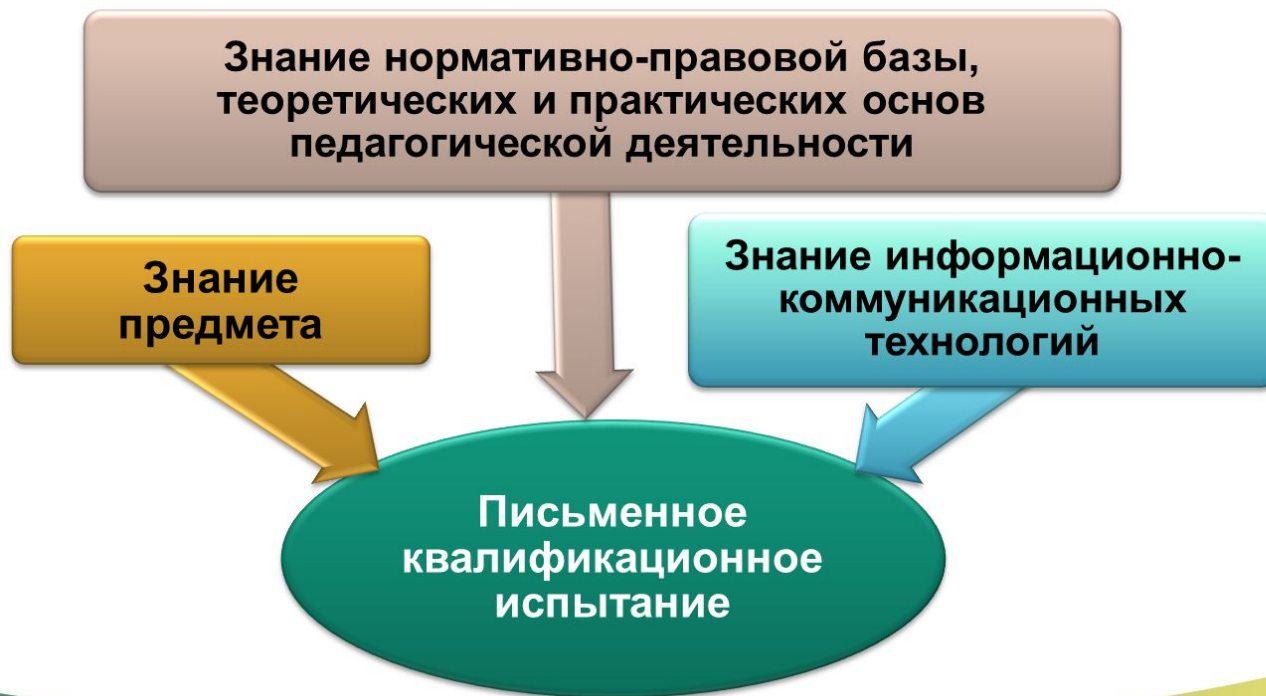 Знание нормативно-правовой базы,
теоретических и практических основ
педагогической деятельности
Знание
предмета
Знание информационно-
коммуникационных
технологий
Письменное
квалификационное
испытание